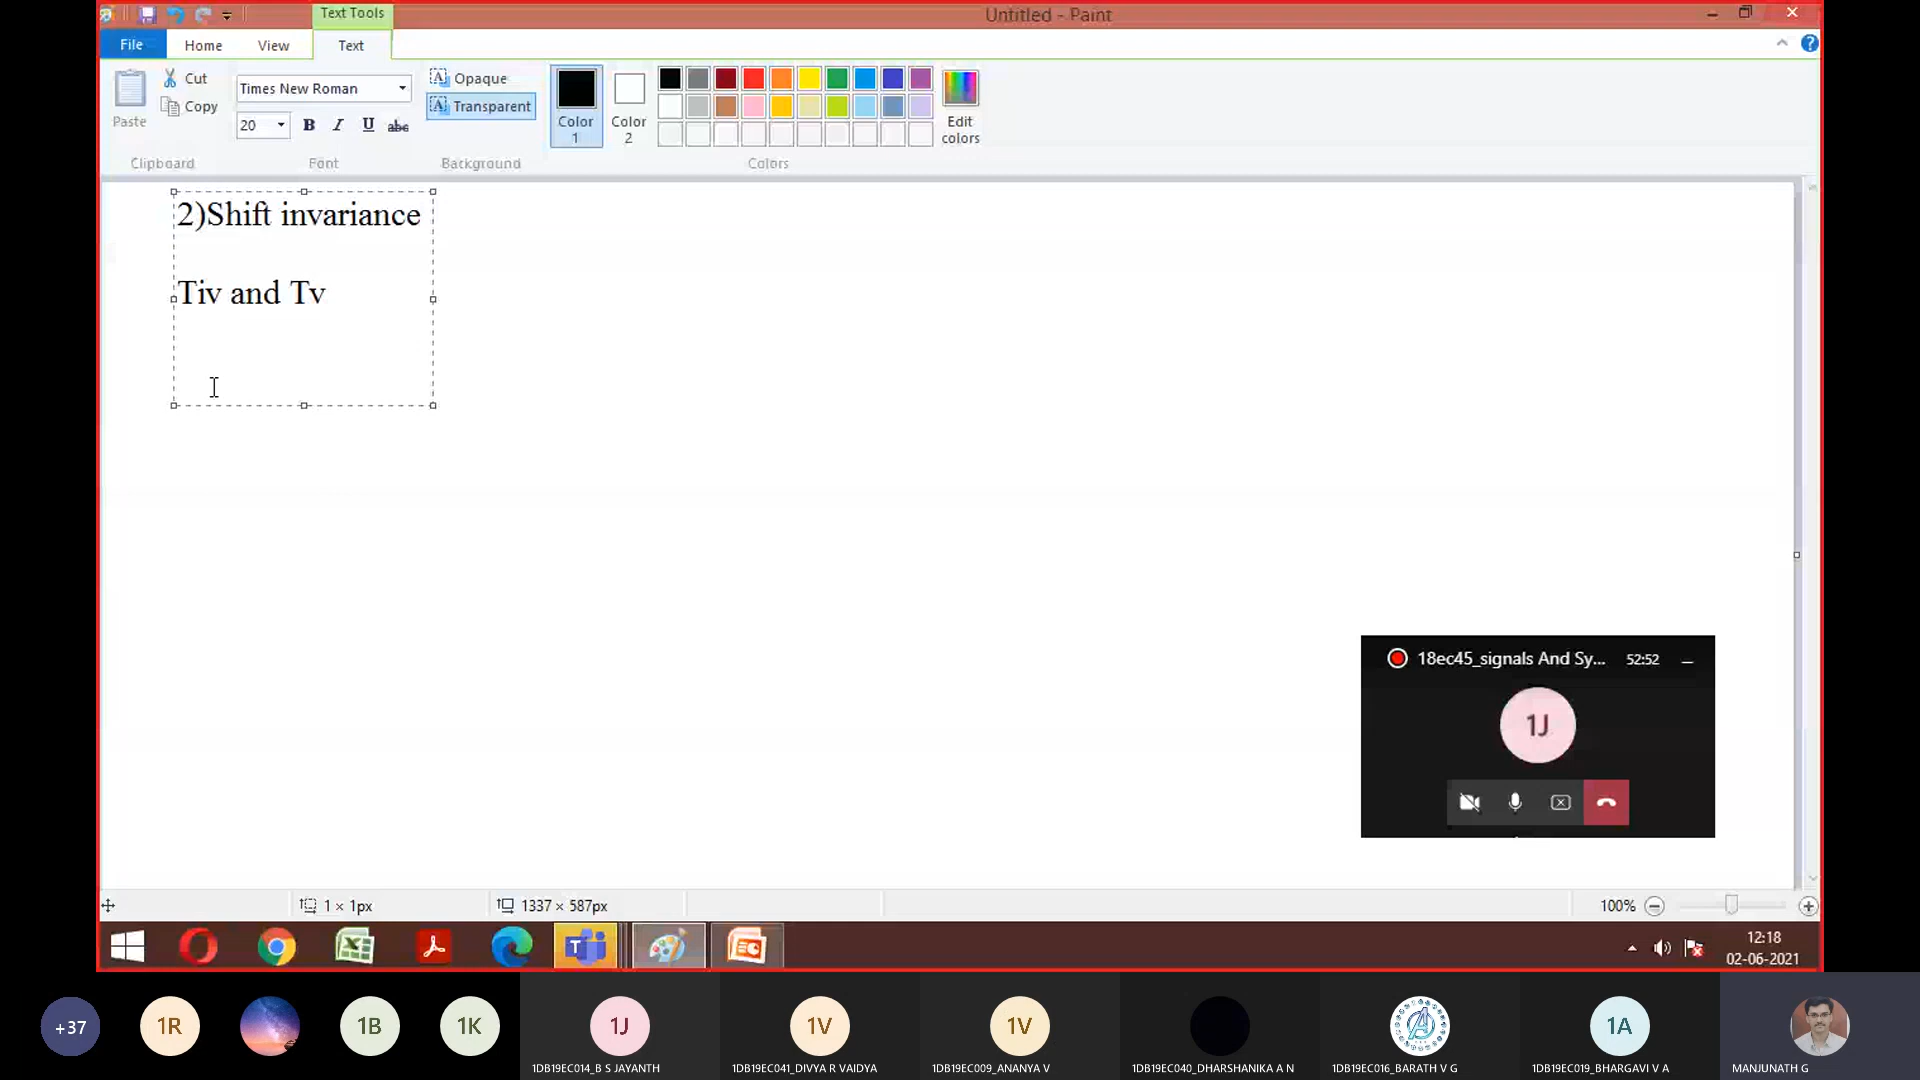 Text Tools
Untitled - Paint
File
Home
View
Text
Paste
Cut
Copy
Clipboard
Times New Roman
20
B I U abc
Font
Opaque
Transparent
Background
Color
1
Color
2
Edit
colors
Colors
2)Shift invariance
Tiv and Tv
18ec45_signals And Sy...
52:52
1J
1 × 1px
1337 × 587px
100%
12:18
02-06-2021
+37
1R
1B
1K
1J
1V
1V
1A
1DB19EC014_B S JAYANTH
1DB19EC041_DIVYA R VAIDYA
1DB19EC009_ANANYA V
1DB19EC040_DHARSHANIKA A N
1DB19EC016_BARATH V G
1DB19EC019_BHARGAVI V A
MANJUNATH G